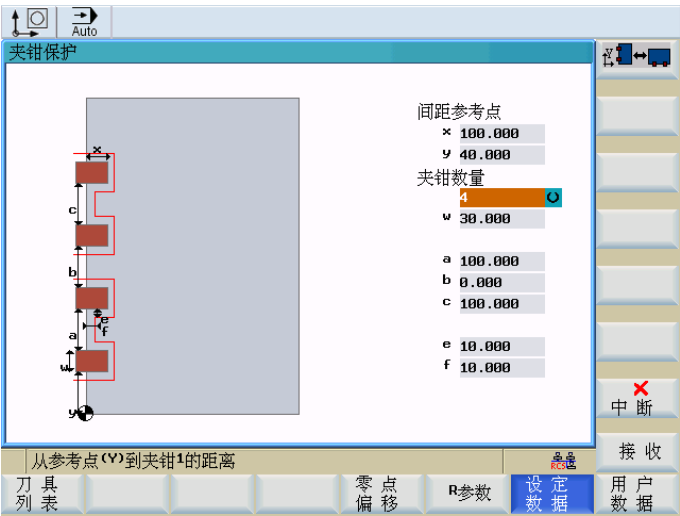 Auto
夹钳保护
间距参考点
x 100.000
y 40.000
夹钳数量
4
w 30.000
a 100.000
b 0.000
c 100.000
e 10.000
f 10.000
x
c
b
e
f
a
w
y
中断
接收
从参考点(Y)到夹钳1的距离
RCS
刀具
列表
零点
偏移
R参数
设定
数据
用户
数据